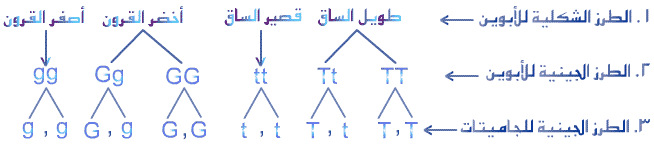 ١. الطرز الشكلية للأبوين طويل الساق قصير الساق أخضر القرون أصفر القرون
٢. الطرز الجينية للأبوين TT Tt tt GG Gg gg
٣. الطرز الجينية للجاميتات T , T T , t t , t G , G G , g g , g